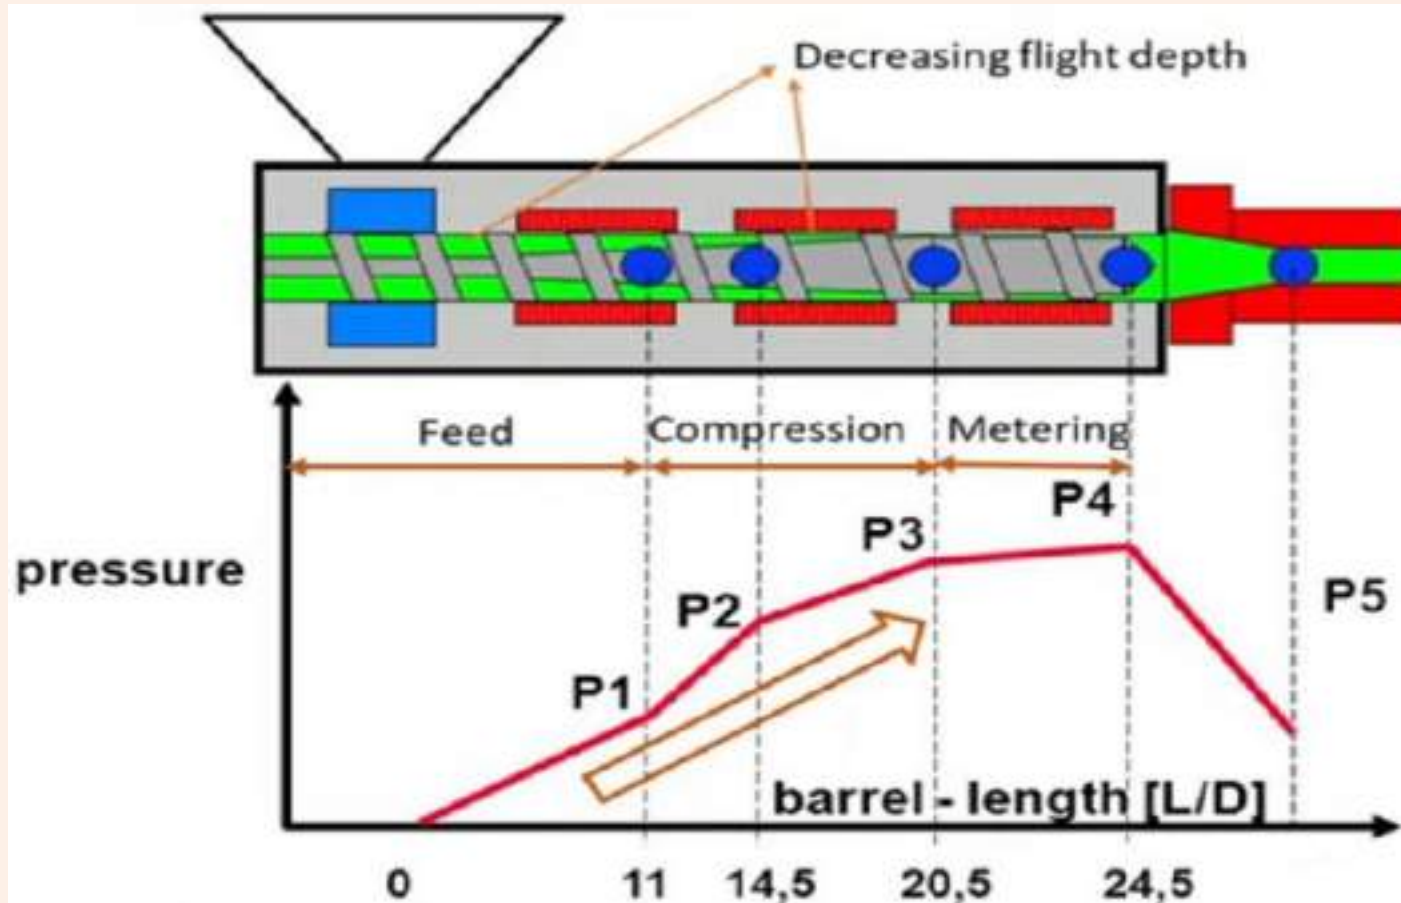 Decreasing flight depth
Feed
Compression
Metering
P4
P3
pressure
P5
P2
P1
barrel - length [L/D]
0
11
14,5
20,5
24,5